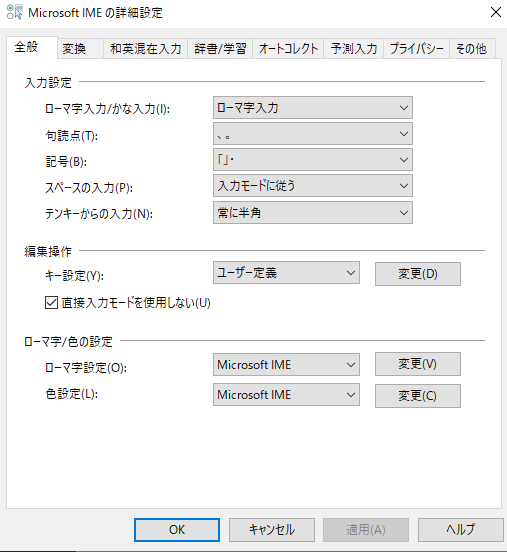 Microsoft IME の詳細設定
全般 変換 和英混在入力 辞書/学習 オートコレクト 予測入力 プライバシー その他
入力設定
ローマ字入力/かな入力(I): ローマ字入力
句読点(T): 、。
記号(B): 「」・
スペースの入力(P): 入力モードに従う
テンキーからの入力(N): 常に半角
編集操作
キー設定(Y): ユーザー定義 変更(D)
直接入力モードを使用しない(U)
ローマ字/色の設定
ローマ字設定(O): Microsoft IME 変更(V)
色設定(L): Microsoft IME 変更(C)
OK キャンセル 適用(A) ヘルプ